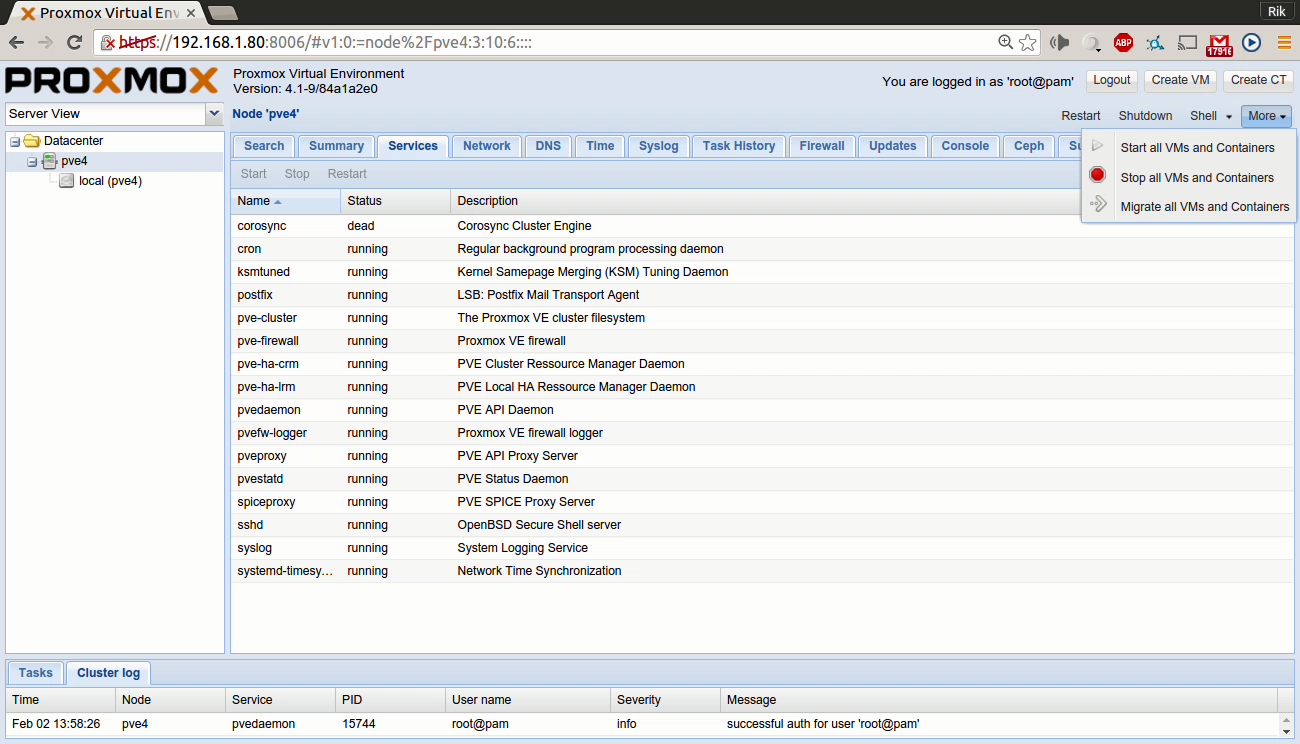 Proxmox Virtual Env
Rik
https://192.168.1.80:8006/#v1:0:=node%2Fpve4:3:10:6::::
ABP
17916
PROXMOX
Proxmox Virtual Environment
Version: 4.1-9/84a1a2e0
You are logged in as 'root@pam' Logout Create VM Create CT
Server View
Node 'pve4' Restart Shutdown Shell More
Datacenter
pve4
local (pve4)
Search Summary Services Network DNS Time Syslog Task History Firewall Updates Console Ceph Su
Start all VMs and Containers
Stop all VMs and Containers
Migrate all VMs and Containers
Start Stop Restart
Name Status Description
corosync dead Corosync Cluster Engine
cron running Regular background program processing daemon
ksmtuned running Kernel Samepage Merging (KSM) Tuning Daemon
postfix running LSB: Postfix Mail Transport Agent
pve-cluster running The Proxmox VE cluster filesystem
pve-firewall running Proxmox VE firewall
pve-ha-crm running PVE Cluster Ressource Manager Daemon
pve-ha-lrm running PVE Local HA Ressource Manager Daemon
pvedaemon running PVE API Daemon
pvefw-logger running Proxmox VE firewall logger
pveproxy running PVE API Proxy Server
pvestatd running PVE Status Daemon
spiceproxy running PVE SPICE Proxy Server
sshd running OpenBSD Secure Shell server
syslog running System Logging Service
systemd-timesy… running Network Time Synchronization
Tasks Cluster log
Time Node Service PID User name Severity Message
Feb 02 13:58:26 pve4 pvedaemon 15744 root@pam info successful auth for user 'root@pam'